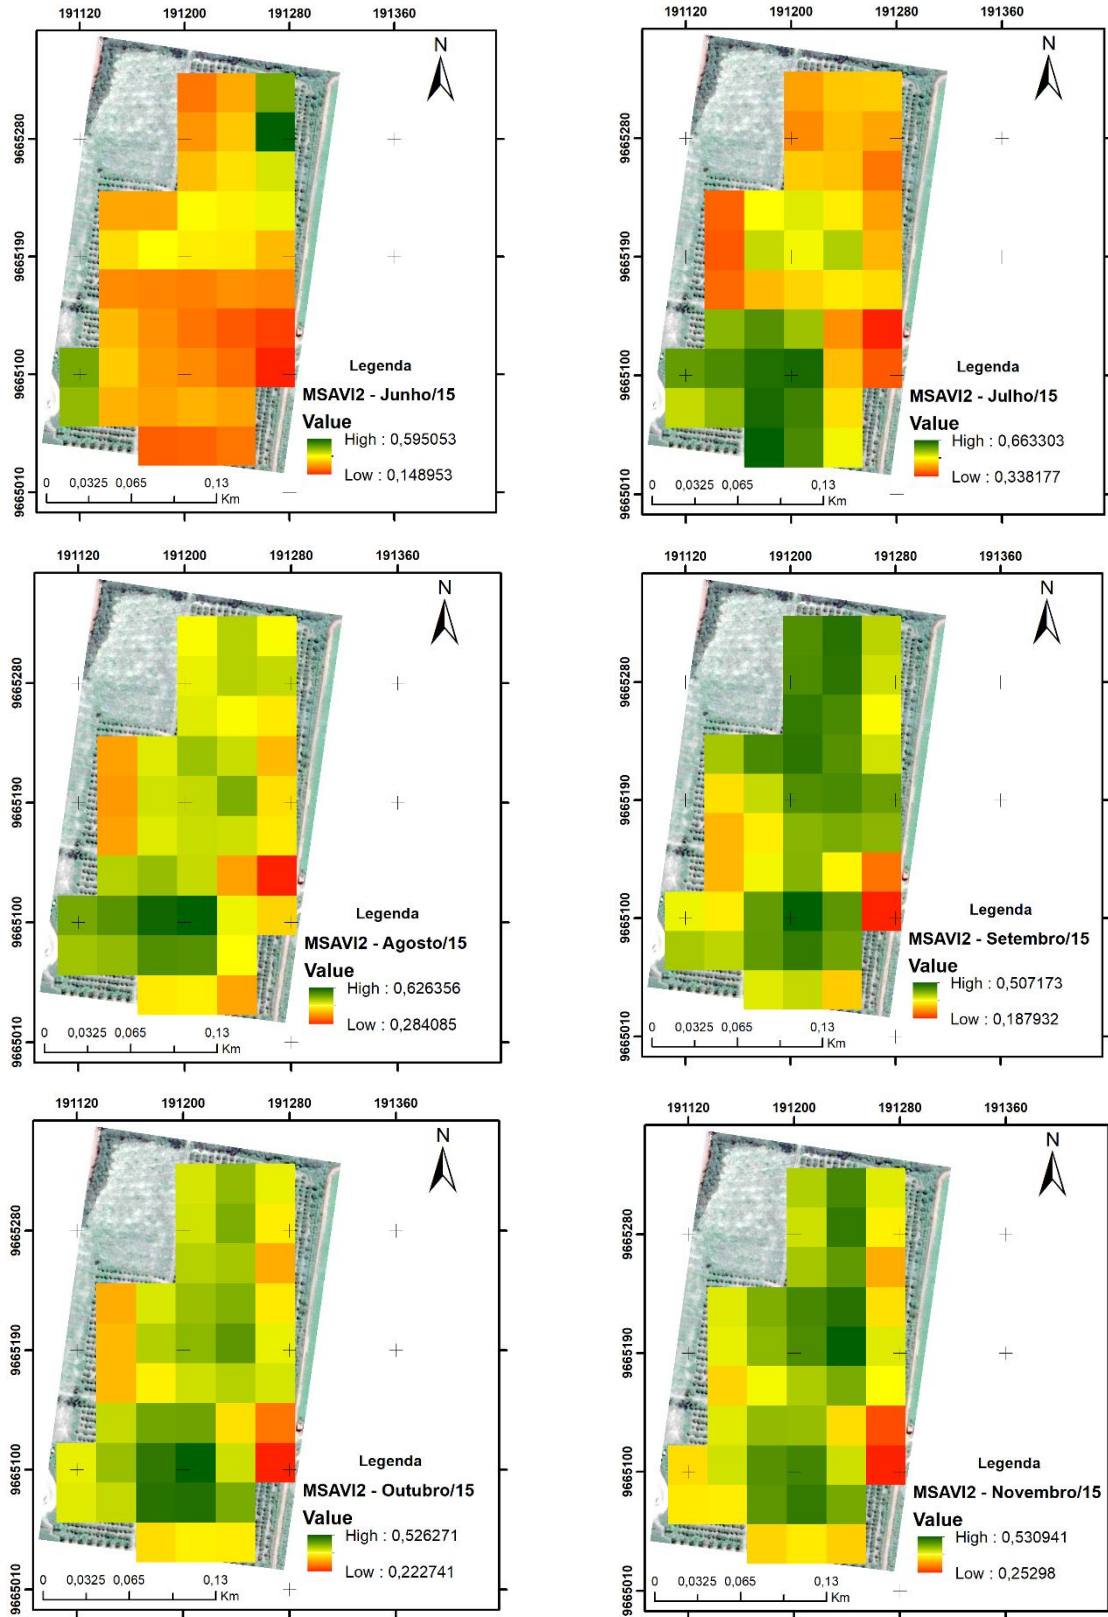 191120 191200 191280 191360
N
9665280
9665190
9665100
9665010
Legenda
MSAVI2 - Junho/15
Value
High : 0,595053
Low : 0,148953
0 0,0325 0,065 0,13
Km
191120 191200 191280 191360
N
9665280
9665190
9665100
9665010
Legenda
MSAVI2 - Julho/15
Value
High : 0,663303
Low : 0,338177
0 0,0325 0,065 0,13
Km
191120 191200 191280 191360
N
9665280
9665190
9665100
9665010
Legenda
MSAVI2 - Agosto/15
Value
High : 0,626356
Low : 0,284085
0 0,0325 0,065 0,13
Km
191120 191200 191280 191360
N
9665280
9665190
9665100
9665010
Legenda
MSAVI2 - Setembro/15
Value
High : 0,507173
Low : 0,187932
0 0,0325 0,065 0,13
Km
191120 191200 191280 191360
N
9665280
9665190
9665100
9665010
Legenda
MSAVI2 - Outubro/15
Value
High : 0,526271
Low : 0,222741
0 0,0325 0,065 0,13
Km
191120 191200 191280 191360
N
9665280
9665190
9665100
9665010
Legenda
MSAVI2 - Novembro/15
Value
High : 0,530941
Low : 0,25298
0 0,0325 0,065 0,13
Km